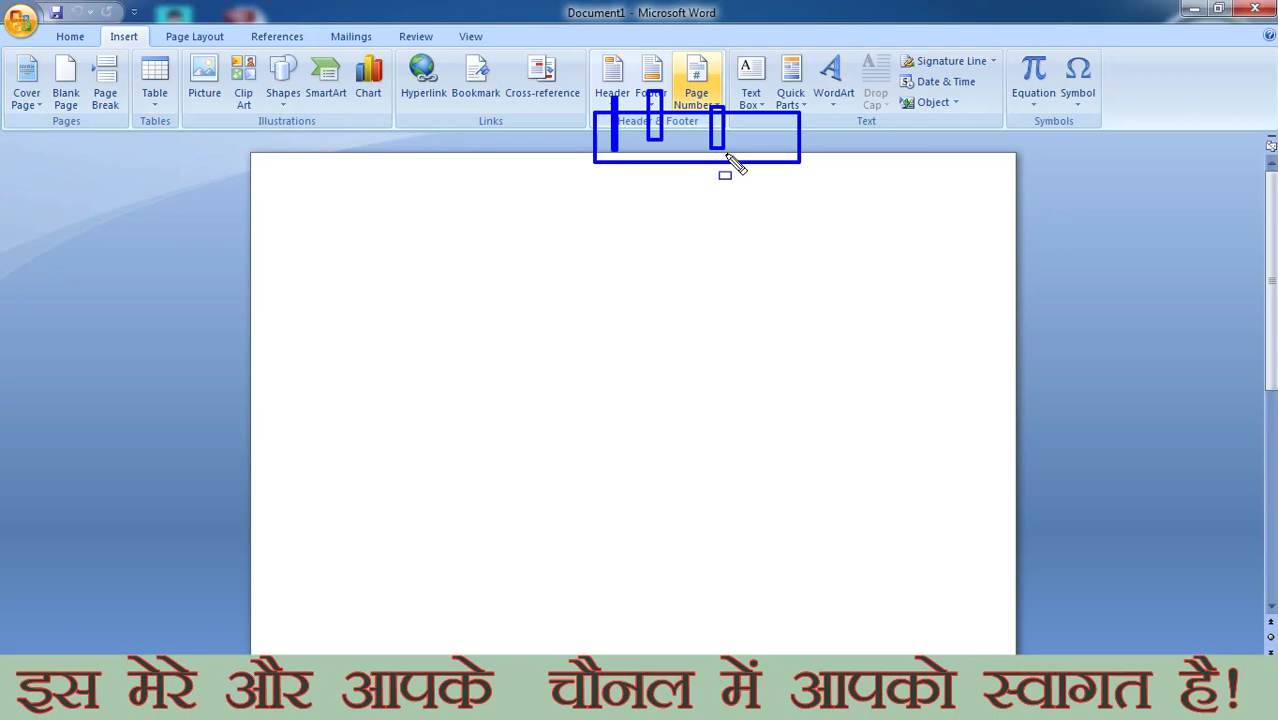 Document1 - Microsoft Word
Home Insert Page Layout References Mailings Review View
Cover Page Blank Page Page Break Table Picture Clip Art Shapes SmartArt Chart Hyperlink Bookmark Cross-reference Header Footer Page Number Text Box Quick Parts WordArt Drop Cap Signature Line Date & Time Object Equation Symbol
Pages Tables Illustrations Links Header & Footer Text Symbols
इस मेरे और आपके चौनल में आपको स्वागत है!